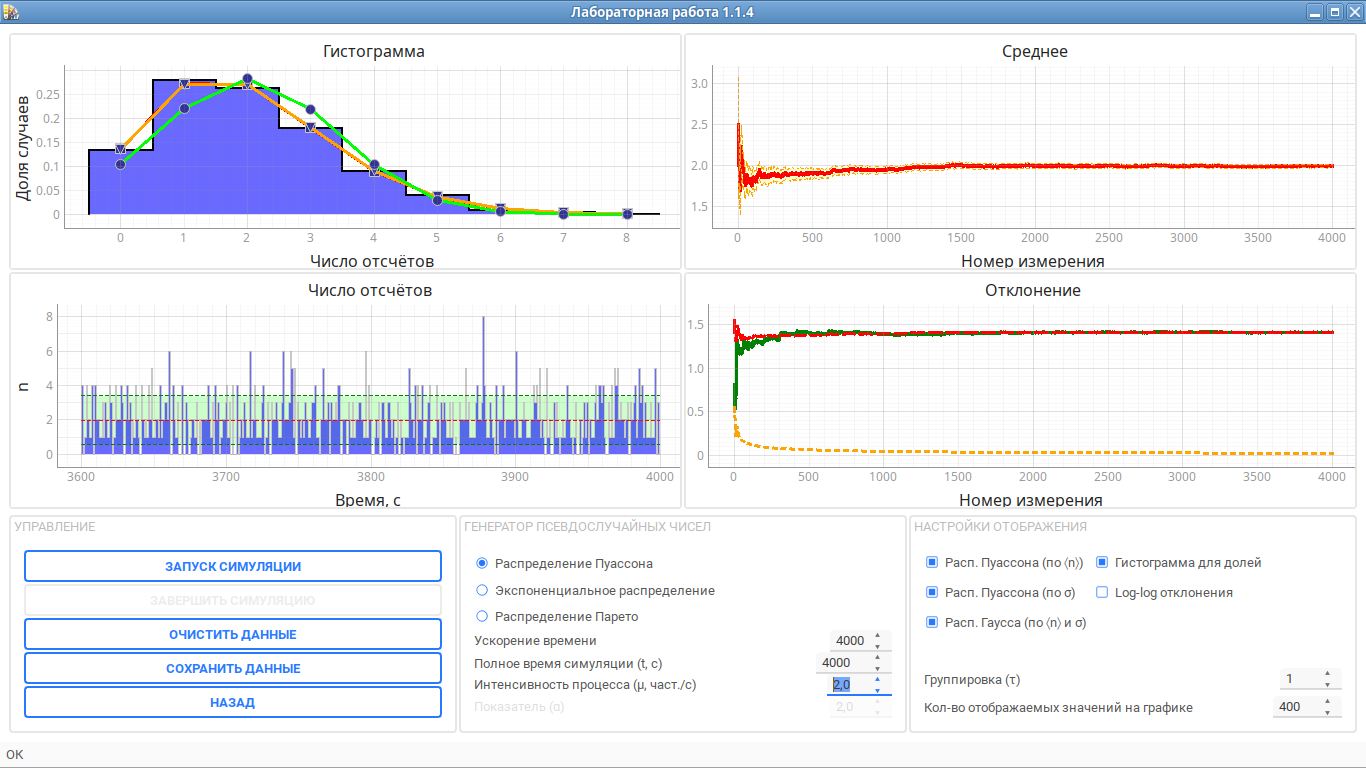 Лабораторная работа 1.1.4
Гистограмма
Доля случаев
0.25
0.2
0.15
0.1
0.05
0
0 1 2 3 4 5 6 7 8
Число отсчётов
Среднее
3.0
2.5
2.0
1.5
0 500 1000 1500 2000 2500 3000 3500 4000
Номер измерения
Число отсчётов
n
8
6
4
2
0
3600 3700 3800 3900 4000
Время, с
Отклонение
1.5
1.0
0.5
0
0 500 1000 1500 2000 2500 3000 3500 4000
Номер измерения
УПРАВЛЕНИЕ
ЗАПУСК СИМУЛЯЦИИ
ЗАВЕРШИТЬ СИМУЛЯЦИЮ
ОЧИСТИТЬ ДАННЫЕ
СОХРАНИТЬ ДАННЫЕ
НАЗАД
ГЕНЕРАТОР ПСЕВДОСЛУЧАЙНЫХ ЧИСЕЛ
Распределение Пуассона
Экспоненциальное распределение
Распределение Парето
Ускорение времени 4000
Полное время симуляции (t, с) 4000
Интенсивность процесса (μ, част./с) 2,0
Показатель (α) 2,0
НАСТРОЙКИ ОТОБРАЖЕНИЯ
Расп. Пуассона (по ⟨n⟩) Гистограмма для долей
Расп. Пуассона (по σ) Log-log отклонения
Расп. Гаусса (по ⟨n⟩ и σ)
Группировка (τ) 1
Кол-во отображаемых значений на графике 400
ОК